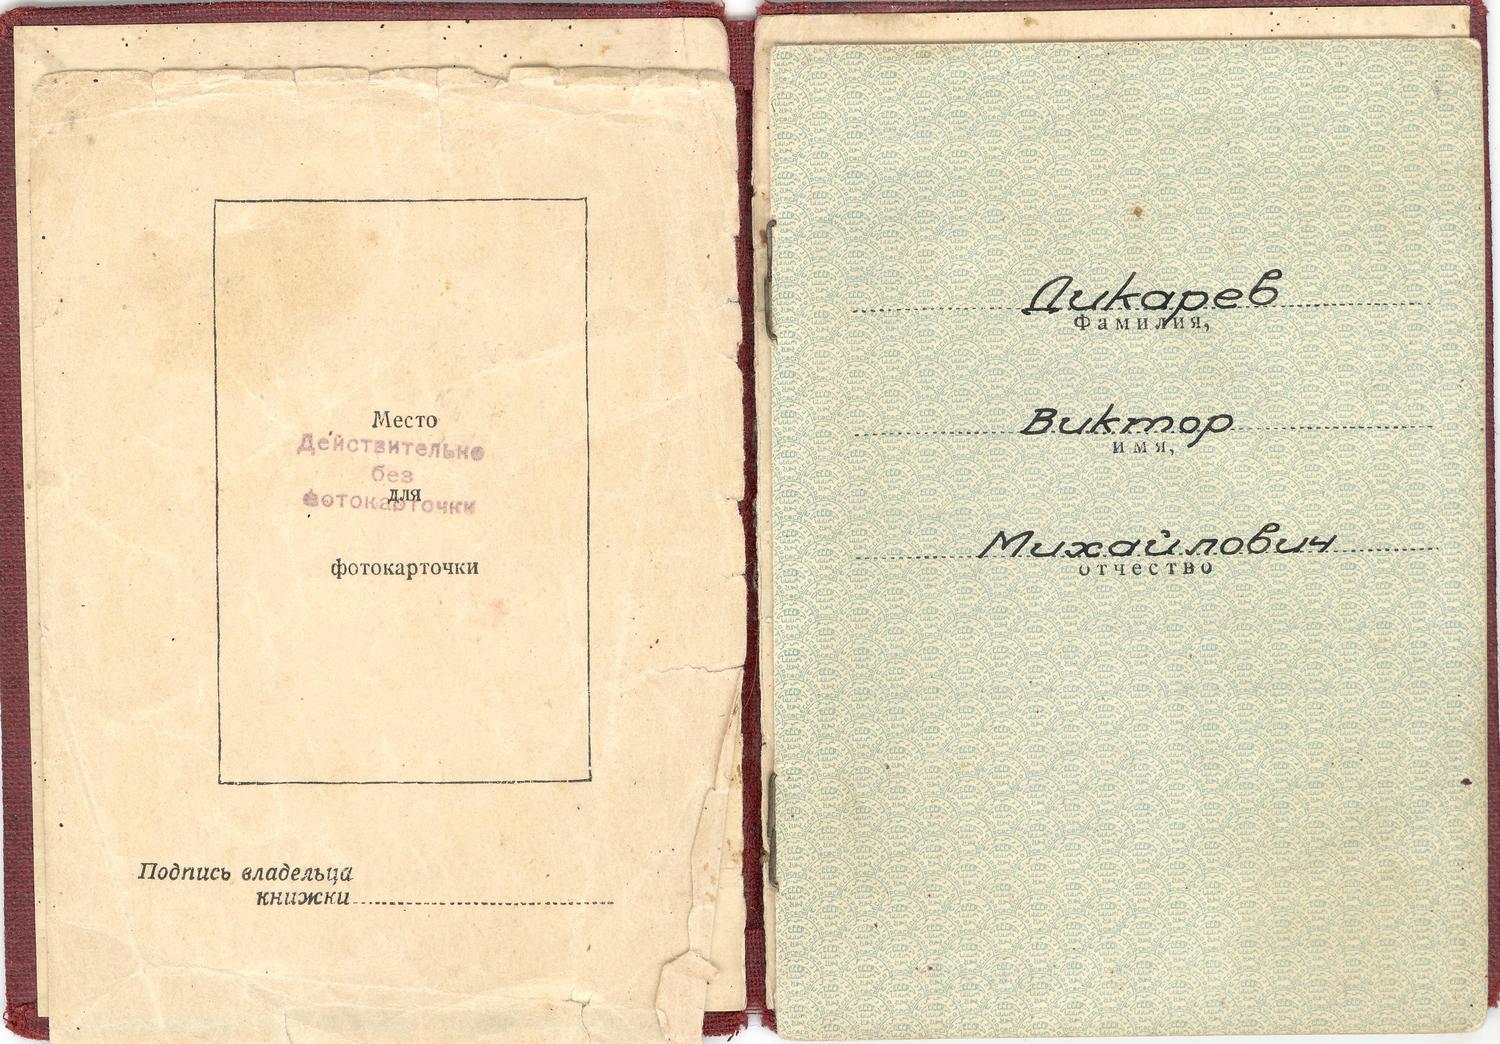 Место
Действительно
без
для
фотокарточки
фотокарточки
Подпись владельца
книжки
Дикарев
Фамилия,
Виктор
имя,
Михайлович
отчество